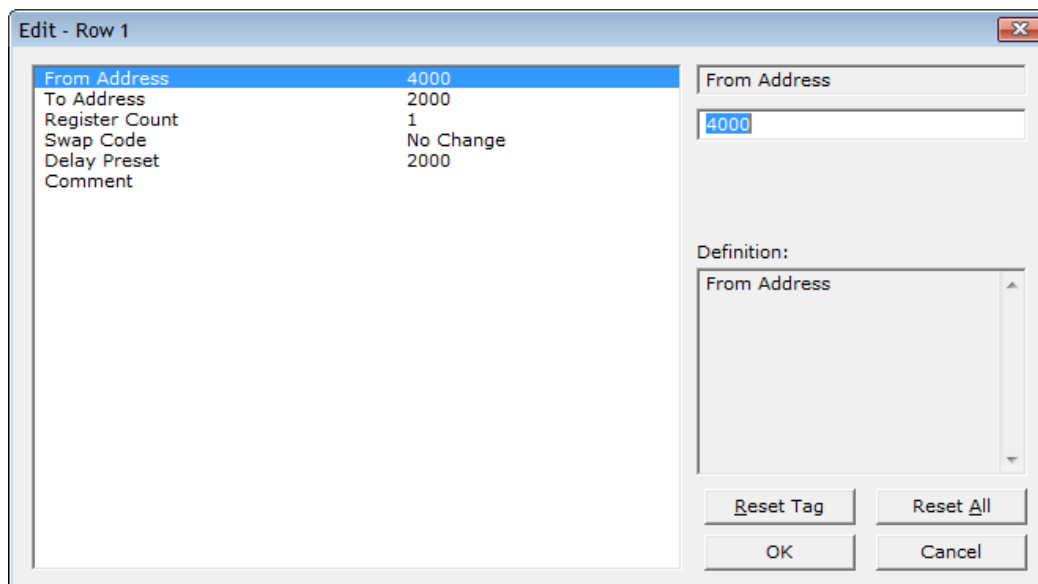 Edit - Row 1
From Address 4000
To Address 2000
Register Count 1
Swap Code No Change
Delay Preset 2000
Comment
From Address
4000
Definition:
From Address
Reset Tag Reset All
OK Cancel